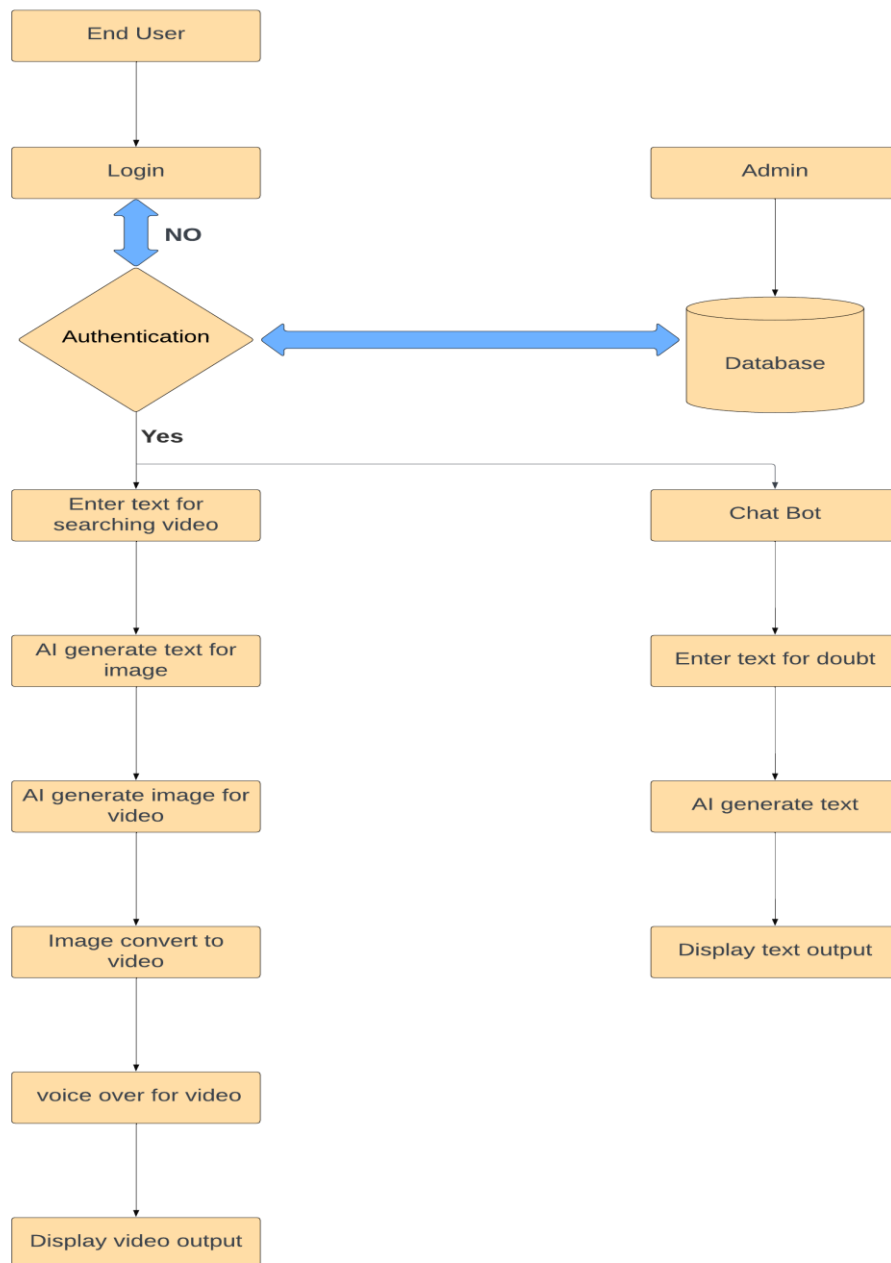 End User
Login
Admin
NO
Authentication
Database
Yes
Enter text for
searching video
Chat Bot
AI generate text for
image
Enter text for doubt
AI generate image for
video
AI generate text
Image convert to
video
Display text output
voice over for video
Display video output